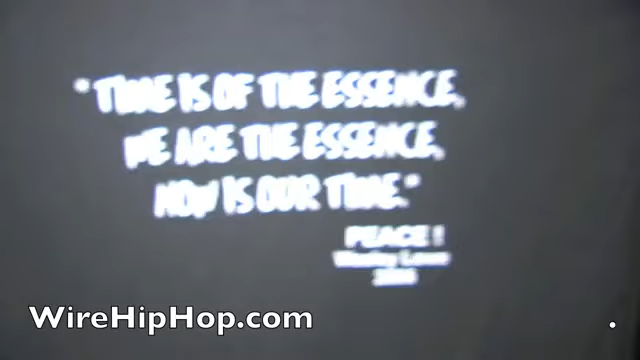 "TIME IS OF THE ESSENCE,
WE ARE THE ESSENCE,
NOW IS OUR TIME."
PEACE!
WireHipHop.com